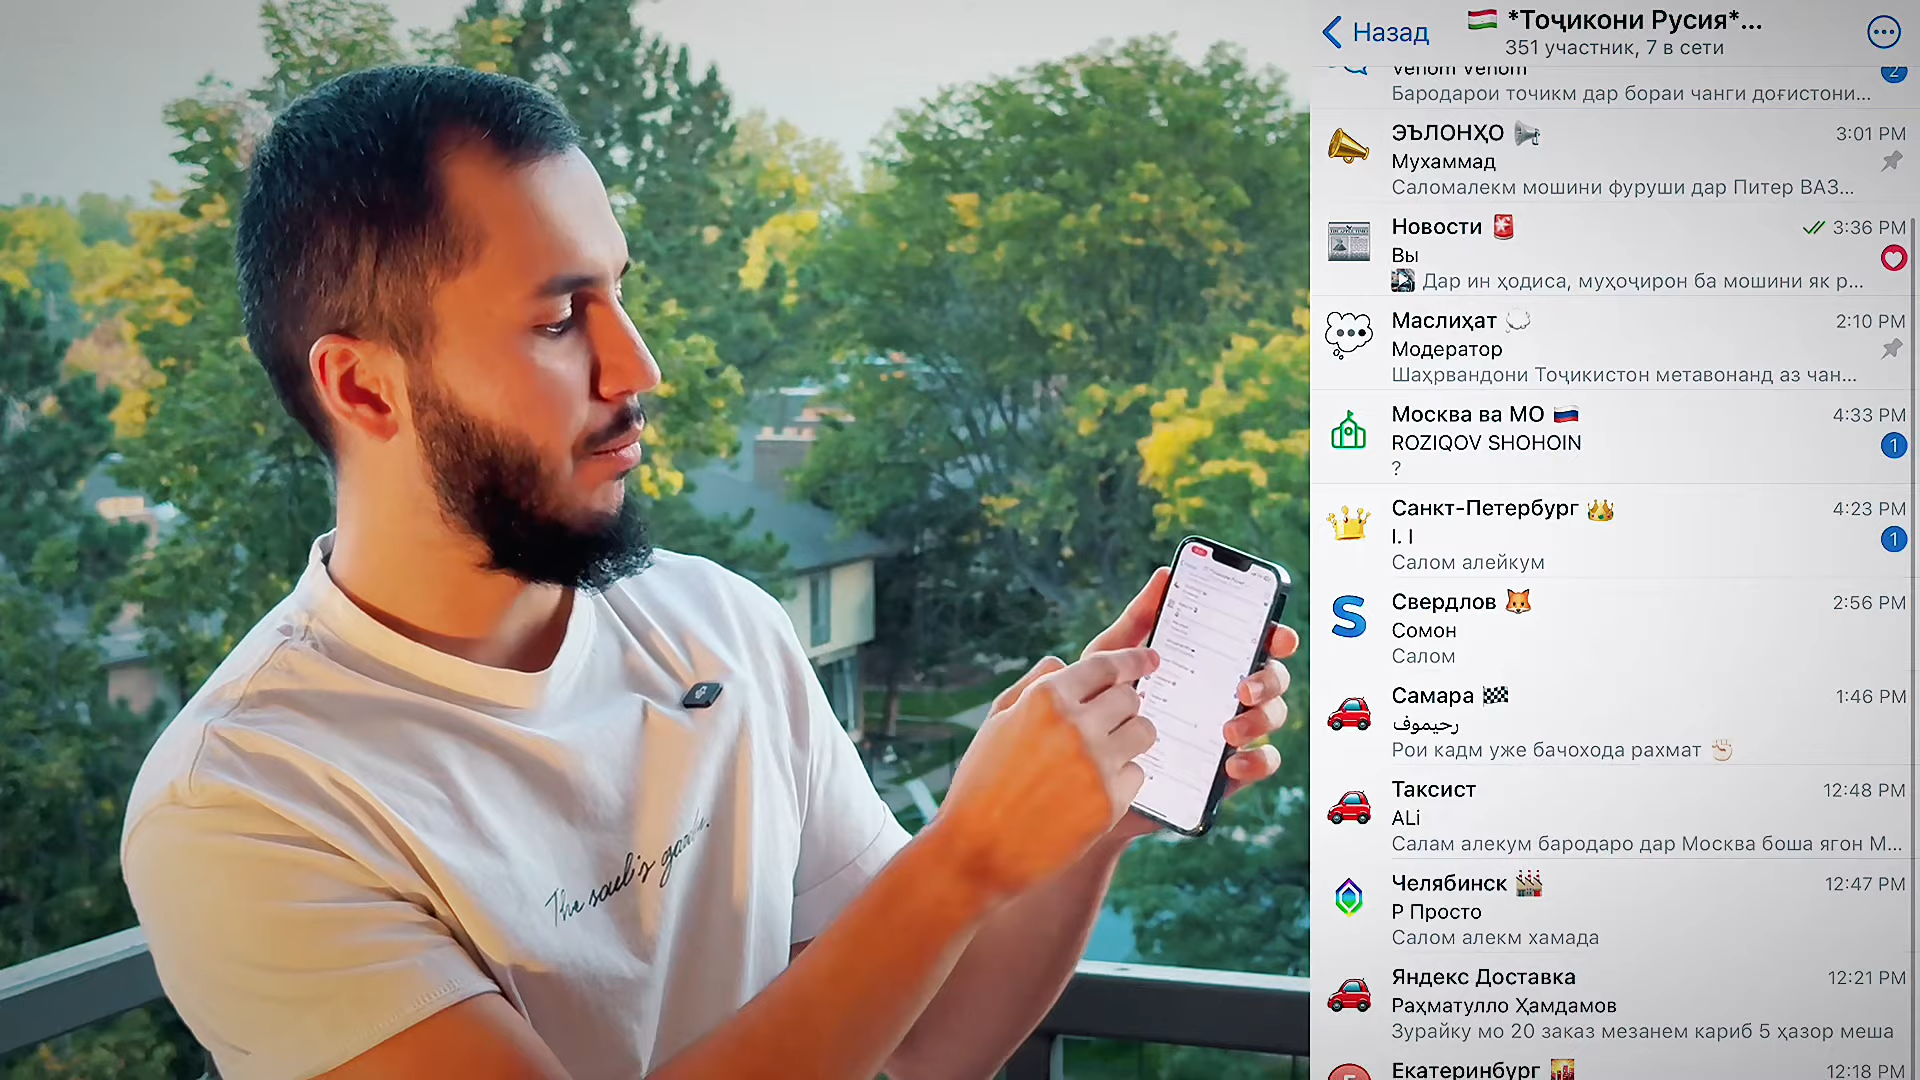 Назад
*Тоҷикони Русия*...
351 участник, 7 в сети
Venom Venom
2
Бародарои точикм дар бораи чанги доғистони...
ЭЪЛОНҲО
3:01 PM
Мухаммад
Саломалекм мошини фуруши дар Питер ВАЗ...
Новости
3:36 PM
Вы
Дар ин ҳодиса, муҳоҷирон ба мошини як р...
Маслиҳат
2:10 PM
Модератор
Шаҳрвандони Тоҷикистон метавонанд аз чан...
Москва ва МО
4:33 PM
ROZIQOV SHOHOIN
1
?
Санкт-Петербург
4:23 PM
I. I
1
Салом алейкум
Свердлов
2:56 PM
Сомон
Салом
Самара
1:46 PM
رحیموف
Рои кадм уже бачохода рахмат
Таксист
12:48 PM
ALi
Салам алекум бародаро дар Москва боша ягон М...
Челябинск
12:47 PM
Р Просто
Салом алекм хамада
Яндекс Доставка
12:21 PM
Раҳматулло Ҳамдамов
Зурайку мо 20 заказ мезанем кариб 5 ҳазор меша
Екатеринбург
12:18 PM
The soul's garden.